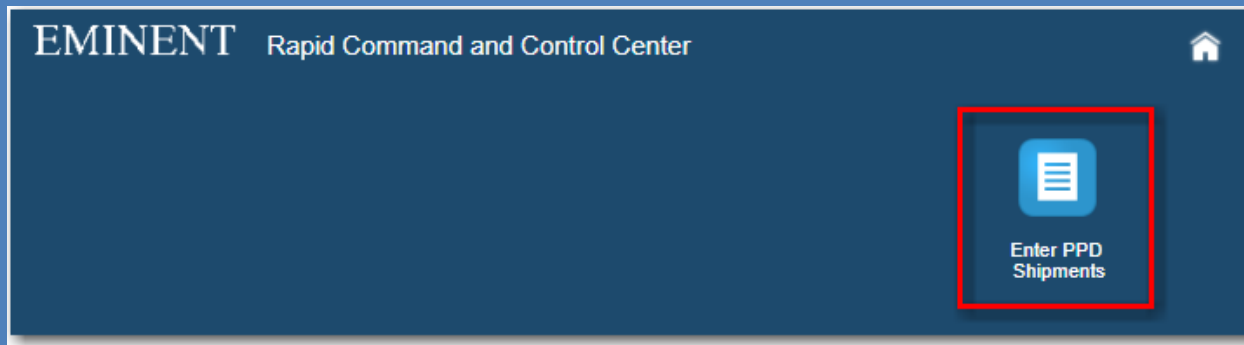 EMINENT Rapid Command and Control Center
Enter PPD
Shipments